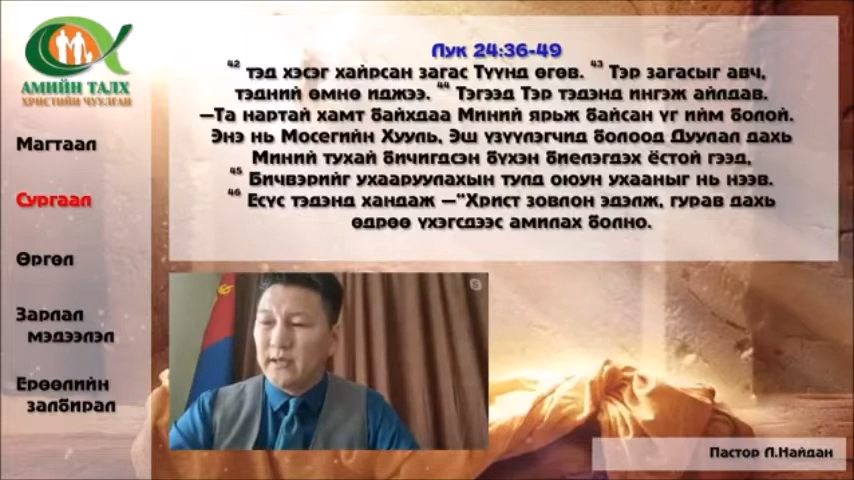 АМИЙН ТАЛХ
ХРИСТИЙН ЧУУЛГАН
Магтаал
Сургаал
Өргөл
Зарлал
мэдээлэл
Ерөөлийн
залбирал
Лук 24:36-49
42 тэд хэсэг хайрсан загас Түүнд өгөв. 43 Тэр загасыг авч,
тэдний өмнө иджээ. 44 Тэгээд Тэр тэдэнд ингэж айлдав.
—Та нартай хамт байхдаа Миний ярьж байсан үг ийм болой.
Энэ нь Мосегийн Хууль, Эш үзүүлэгчид болоод Дуулал дахь
Миний тухай бичигдсэн бүхэн биелэгдэх ёстой гээд,
45 Бичвэрийг ухааруулахын тулд оюун ухааныг нь нээв.
46 Есүс тэдэнд хандаж —"Христ зовлон эдэлж, гурав дахь
өдрөө үхэгсдээс амилах болно.
Пастор Л.Найдан